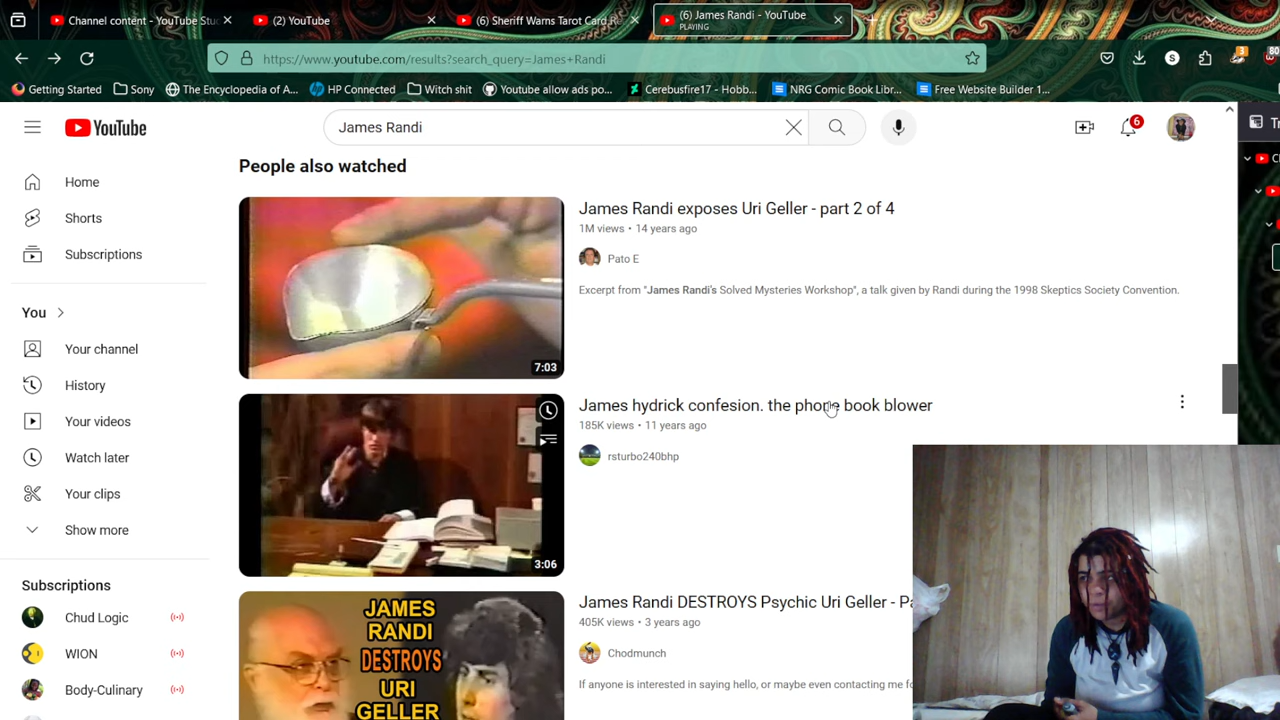 Channel content - YouTube Stu
(2) YouTube
(6) Sheriff Warns Tarot Card Re
(6) James Randi - YouTube
PLAYING
https://www.youtube.com/results?search_query=James+Randi
S
3
80
Getting Started
Sony
The Encyclopedia of A...
HP Connected
Witch shit
Youtube allow ads po...
Cerebusfire17 - Hobb...
NRG Comic Book Libr...
Free Website Builder 1...
YouTube
James Randi
6
Tr
People also watched
Home
Shorts
Subscriptions
You
Your channel
History
Your videos
Watch later
Your clips
Show more
Subscriptions
Chud Logic
WION
Body-Culinary
7:03
James Randi exposes Uri Geller - part 2 of 4
1M views • 14 years ago
Pato E
Excerpt from "James Randi's Solved Mysteries Workshop", a talk given by Randi during the 1998 Skeptics Society Convention.
3:06
James hydrick confesion. the phone book blower
185K views • 11 years ago
rsturbo240bhp
JAMES
RANDI
DESTROYS
URI
GELLER
James Randi DESTROYS Psychic Uri Geller - Pa
405K views • 3 years ago
Chodmunch
If anyone is interested in saying hello, or maybe even contacting me fo